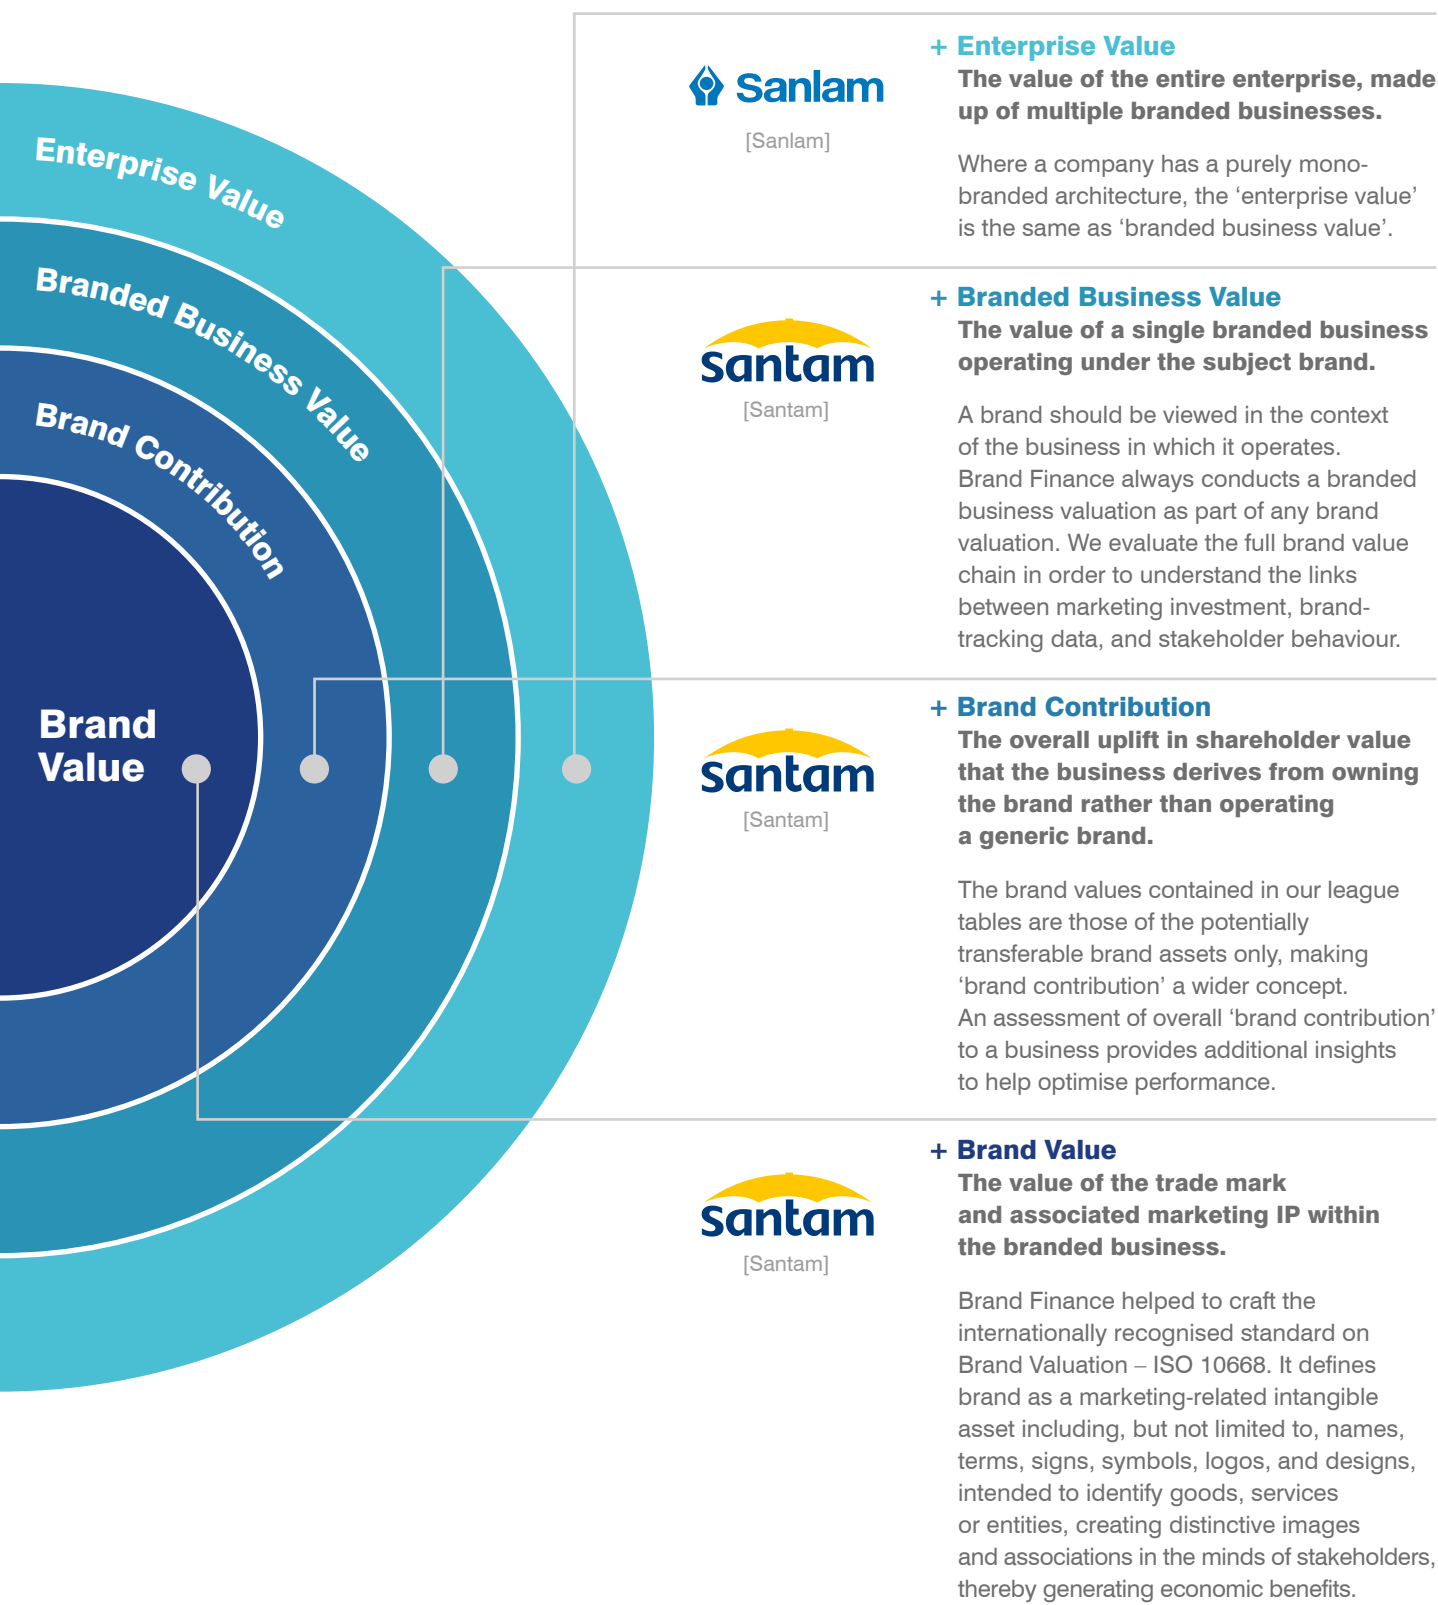 Enterprise Value
Branded Business Value
Brand Contribution
Brand
Value
Sanlam
[Sanlam]
+ Enterprise Value
The value of the entire enterprise, made
up of multiple branded businesses.
Where a company has a purely mono-
branded architecture, the ‘enterprise value’
is the same as ‘branded business value’.
Santam
[Santam]
+ Branded Business Value
The value of a single branded business
operating under the subject brand.
A brand should be viewed in the context
of the business in which it operates.
Brand Finance always conducts a branded
business valuation as part of any brand
valuation. We evaluate the full brand value
chain in order to understand the links
between marketing investment, brand-
tracking data, and stakeholder behaviour.
Santam
[Santam]
+ Brand Contribution
The overall uplift in shareholder value
that the business derives from owning
the brand rather than operating
a generic brand.
The brand values contained in our league
tables are those of the potentially
transferable brand assets only, making
‘brand contribution’ a wider concept.
An assessment of overall ‘brand contribution’
to a business provides additional insights
to help optimise performance.
Santam
[Santam]
+ Brand Value
The value of the trade mark
and associated marketing IP within
the branded business.
Brand Finance helped to craft the
internationally recognised standard on
Brand Valuation – ISO 10668. It defines
brand as a marketing-related intangible
asset including, but not limited to, names,
terms, signs, symbols, logos, and designs,
intended to identify goods, services
or entities, creating distinctive images
and associations in the minds of stakeholders,
thereby generating economic benefits.